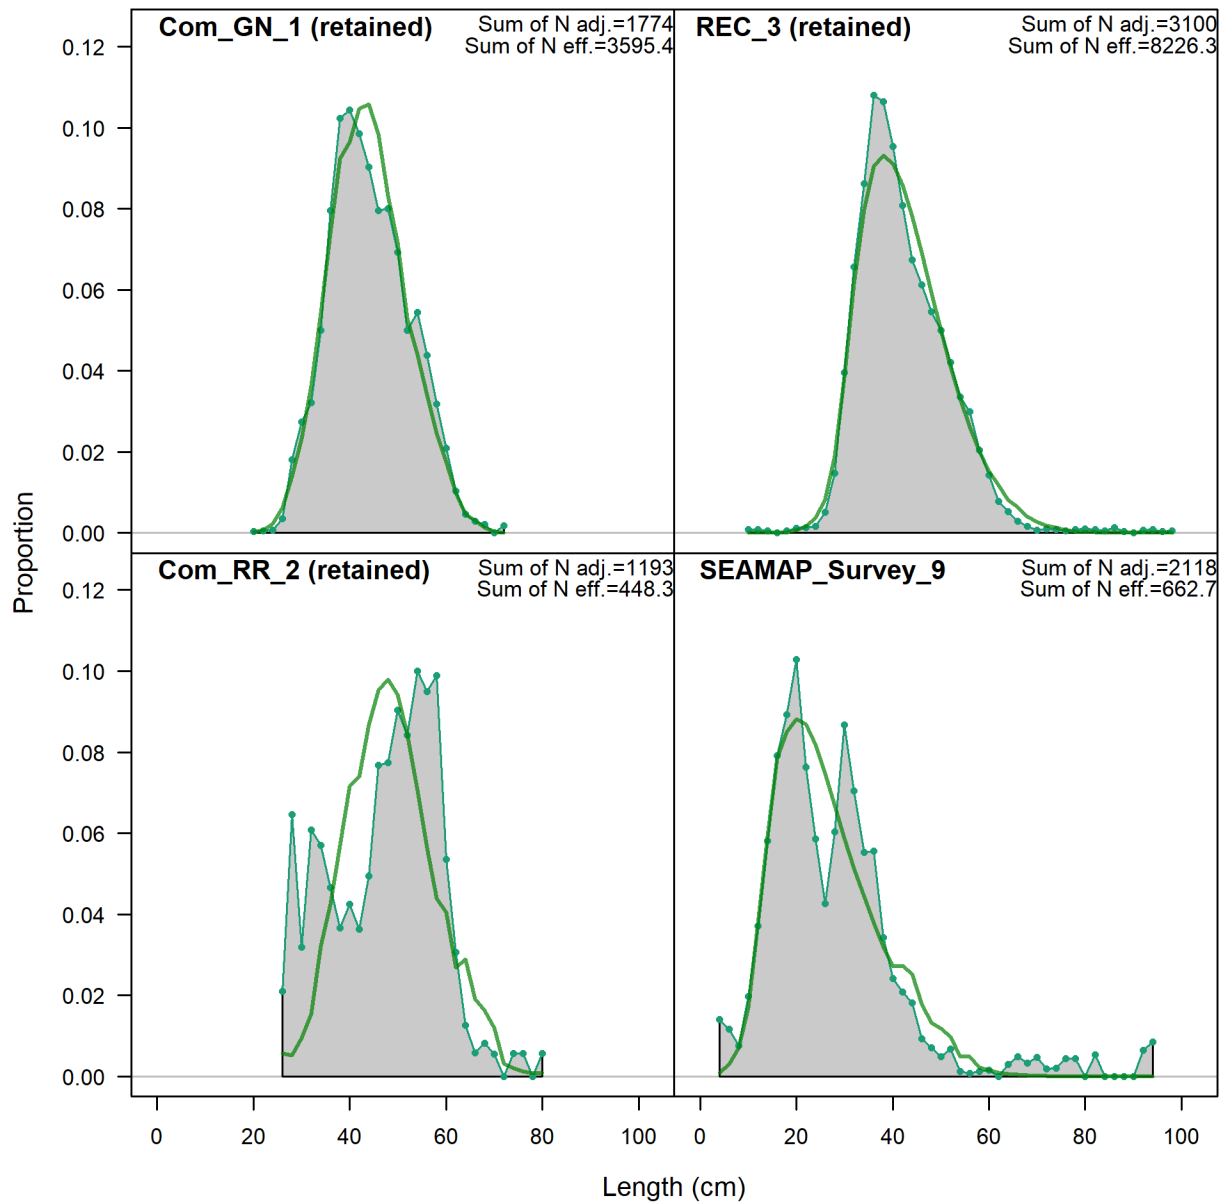 Com_GN_1 (retained)
Sum of N adj.=1774
Sum of N eff.=3595.4
REC_3 (retained)
Sum of N adj.=3100
Sum of N eff.=8226.3
0.12
0.10
0.08
0.06
0.04
0.02
0.00
Com_RR_2 (retained)
Sum of N adj.=1193
Sum of N eff.=448.3
SEAMAP_Survey_9
Sum of N adj.=2118
Sum of N eff.=662.7
0.12
0.10
0.08
0.06
0.04
0.02
0.00
Proportion
0 20 40 60 80 100
0 20 40 60 80 100
Length (cm)